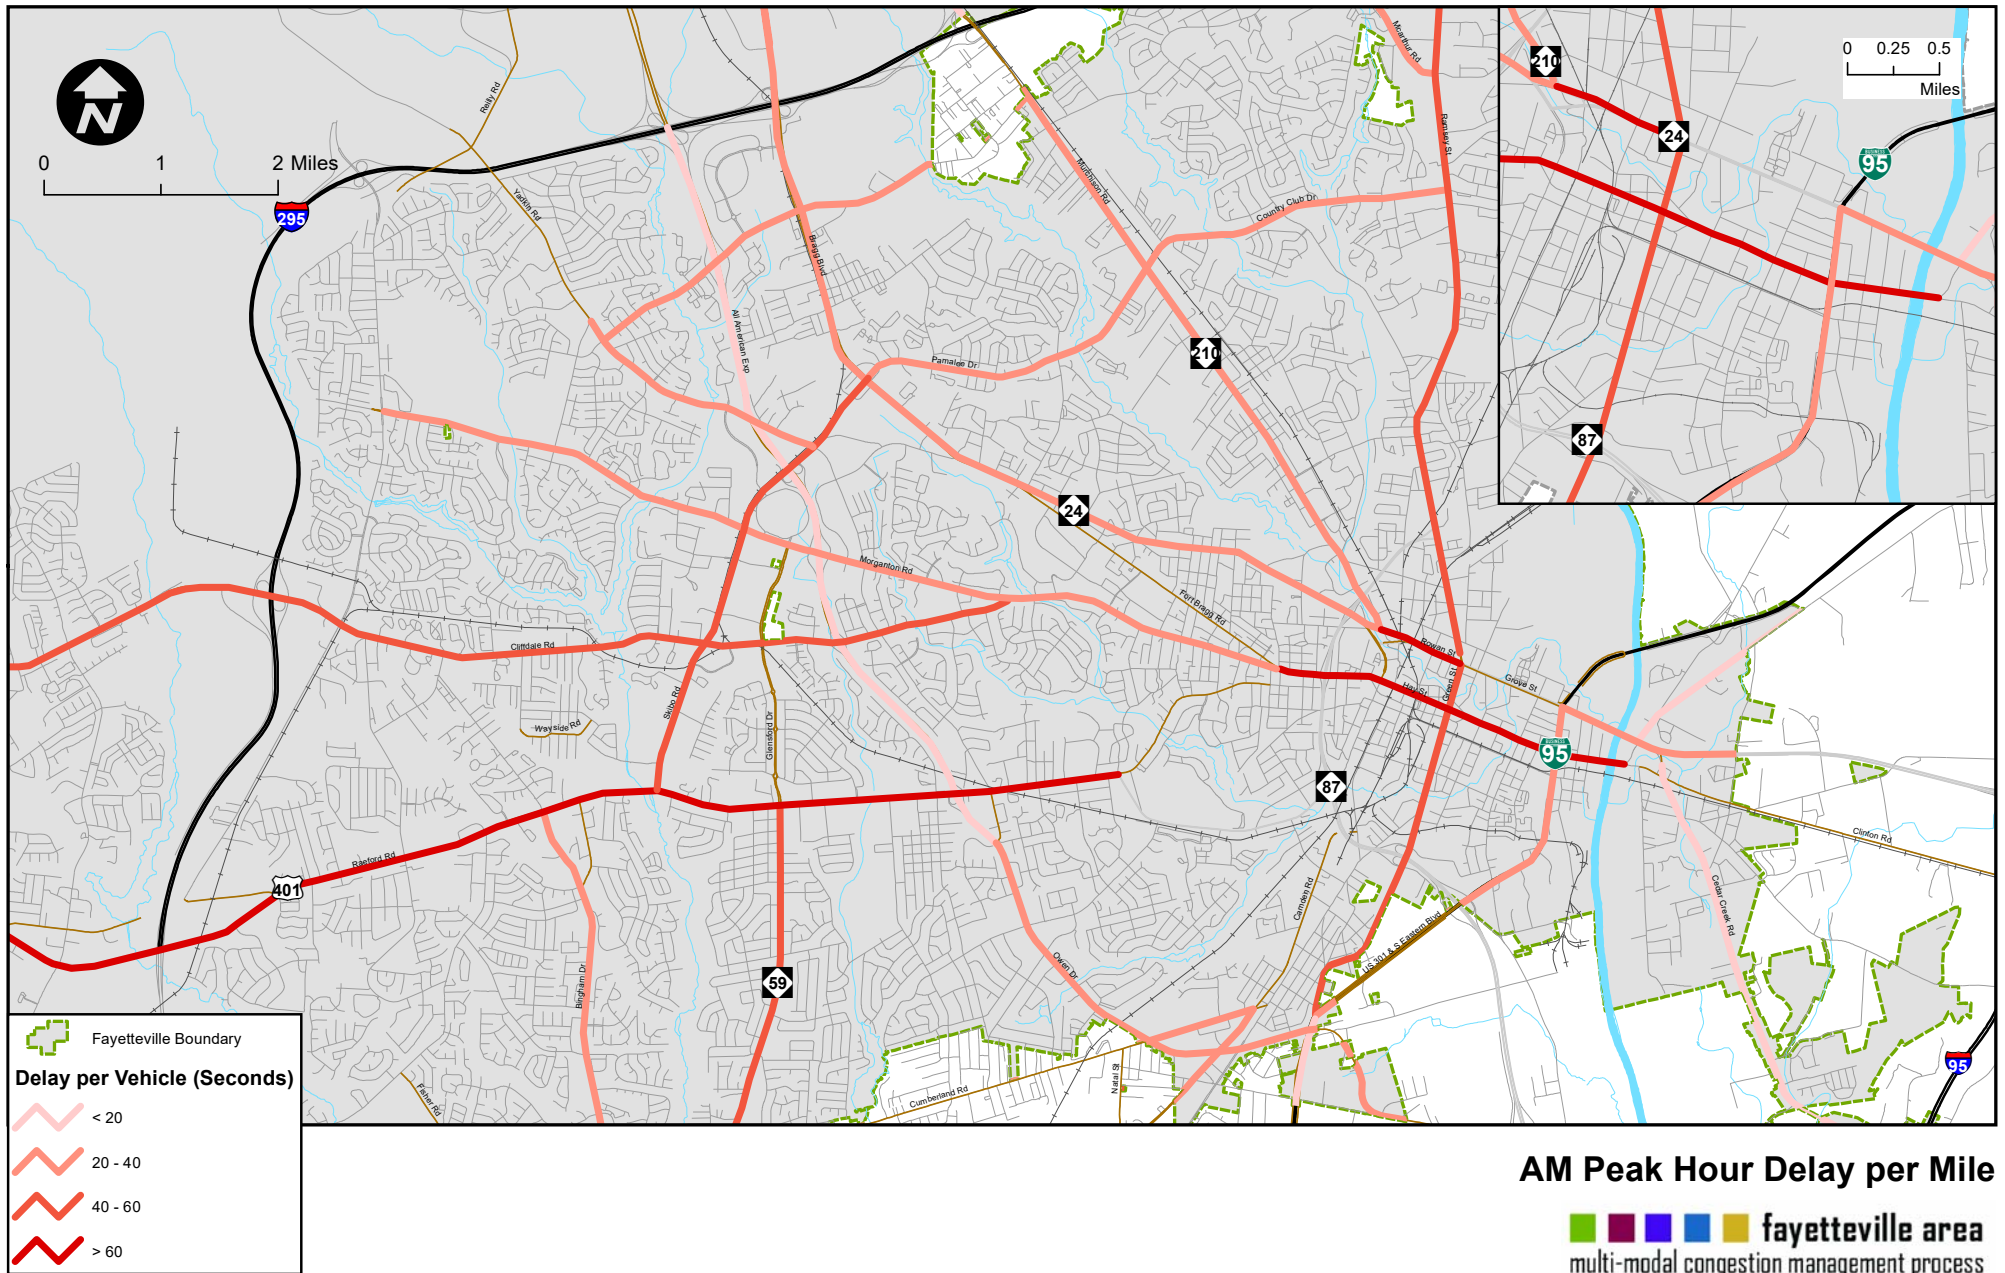 Reilly Rd
Mcarthur Rd
210
0 0.25 0.5
Miles
24
BUSINESS
95
87
N
0 1 2 Miles
295
Yadkin Rd
Ramsey St
Murchison Rd
Country Club Dr
Bragg Blvd
All American Exp
210
Pamalee Dr
24
Morganton Rd
Fort Bragg Rd
Cliffdale Rd
Rowan St
Hay St
Green St
Grove St
Skibo Rd
Wayside Rd
Glensford Dr
BUSINESS
95
87
Clinton Rd
Raeford Rd
401
Camden Rd
Cedar Creek Rd
US 301 & S Eastern Blvd
Owen Dr
Bingham Dr
59
95
Natal St
Cumberland Rd
Fisher Rd
Fayetteville Boundary
Delay per Vehicle (Seconds)
< 20
20 - 40
40 - 60
> 60
AM Peak Hour Delay per Mile
fayetteville area
multi-modal congestion management process